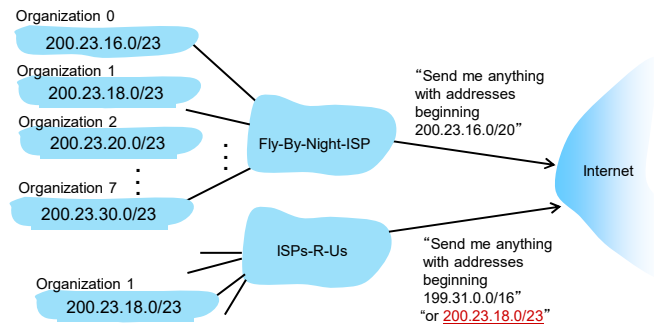 Organization 0
200.23.16.0/23
Organization 1
200.23.18.0/23
Organization 2
200.23.20.0/23
Organization 7
200.23.30.0/23
Fly-By-Night-ISP
“Send me anything
with addresses
beginning
200.23.16.0/20”
Internet
ISPs-R-Us
Organization 1
200.23.18.0/23
“Send me anything
with addresses
beginning
199.31.0.0/16”
“or 200.23.18.0/23”